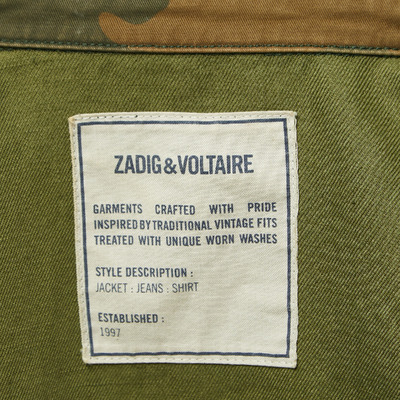 ZADIG&VOLTAIRE
GARMENTS CRAFTED WITH PRIDE
INSPIRED BY TRADITIONAL VINTAGE FITS
TREATED WITH UNIQUE WORN WASHES
STYLE DESCRIPTION :
JACKET : JEANS : SHIRT
ESTABLISHED :
1997